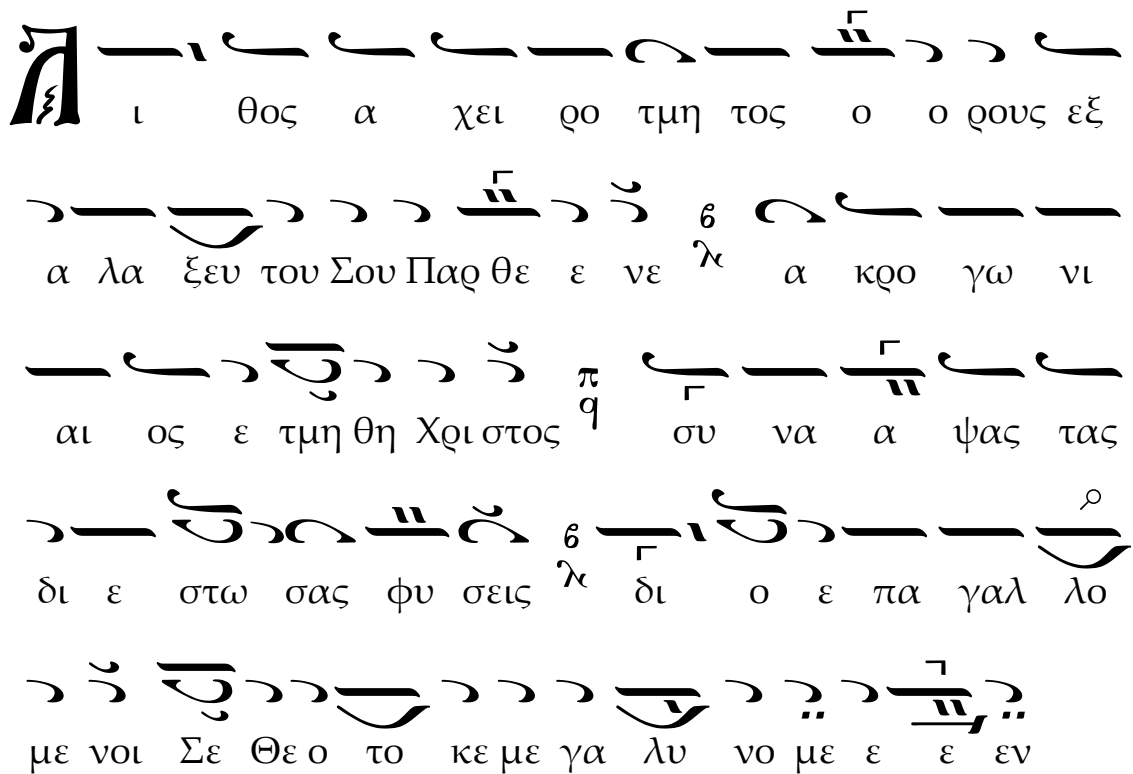 Λ ι θος α χει ρο τμη τος ο ο ρους εξ
α λα ξευ του Σου Παρ θε ε νε α κρο γω νι
αι ος ε τμη θη Χρι στος συ να α ψας τας
δι ε στω σας φυ σεις δι ο ε πα γαλ λο
με νοι Σε Θε ο το κε με γα λυ νο με ε ε εν